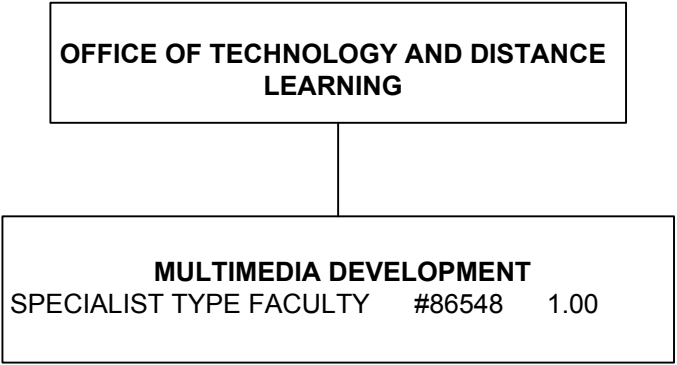 OFFICE OF TECHNOLOGY AND DISTANCE
LEARNING
MULTIMEDIA DEVELOPMENT
SPECIALIST TYPE FACULTY #86548 1.00